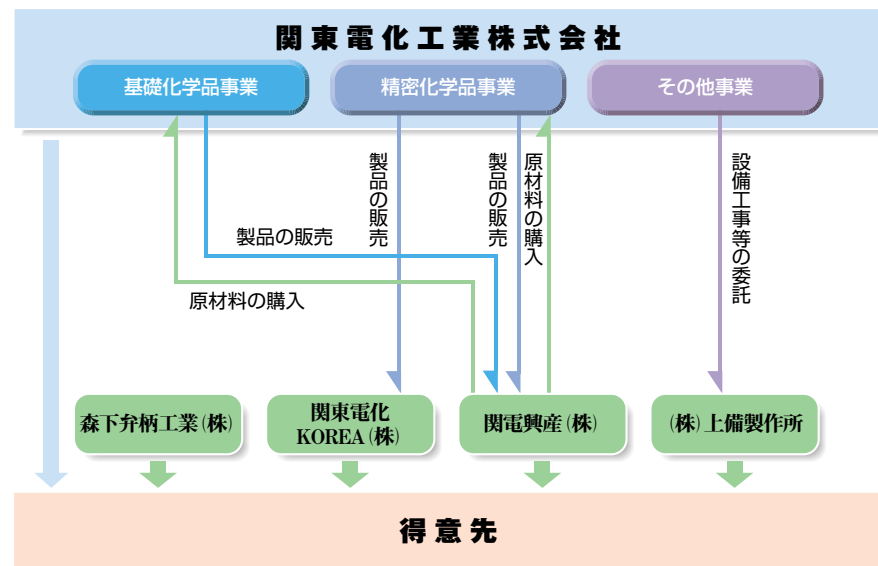 関東電化工業株式会社
基礎化学品事業
精密化学品事業
その他事業
製品の販売
製品の販売
原材料の購入
設備工事等の委託
製品の販売
原材料の購入
森下弁柄工業(株)
関東電化
KOREA(株)
関電興産(株)
(株)上備製作所
得意先